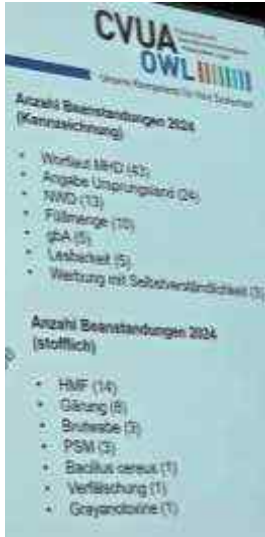 CVUA
OWL
Anzahl Beanstandungen 2024
(Kennzeichnung)
• Wortlaut MHD (43)
• Angabe Ursprungsland (24)
• NWD (13)
• Füllmenge (10)
• gbA (5)
• Lesbarkeit (5)
• Werbung mit Selbstverständlichkeit (3)
Anzahl Beanstandungen 2024
(stofflich)
• HMF (14)
• Gärung (6)
• Brutwabe (3)
• PSM (3)
• Bacillus cereus (1)
• Verfälschung (1)
• Grayanotoxine (1)